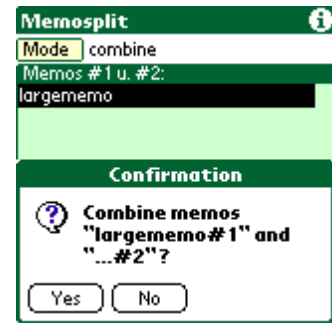 Memosplit
Mode combine
Memos #1 u. #2:
largememo
Confirmation
Combine memos
"largememo#1" and
"...#2"?
Yes No